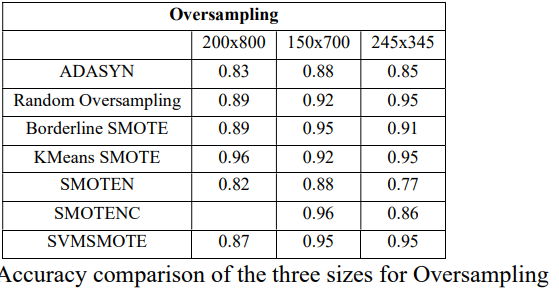 Oversampling
200x800 150x700 245x345
ADASYN 0.83 0.88 0.85
Random Oversampling 0.89 0.92 0.95
Borderline SMOTE 0.89 0.95 0.91
KMeans SMOTE 0.96 0.92 0.95
SMOTEN 0.82 0.88 0.77
SMOTENC 0.96 0.86
SVMSMOTE 0.87 0.95 0.95
Accuracy comparison of the three sizes for Oversampling